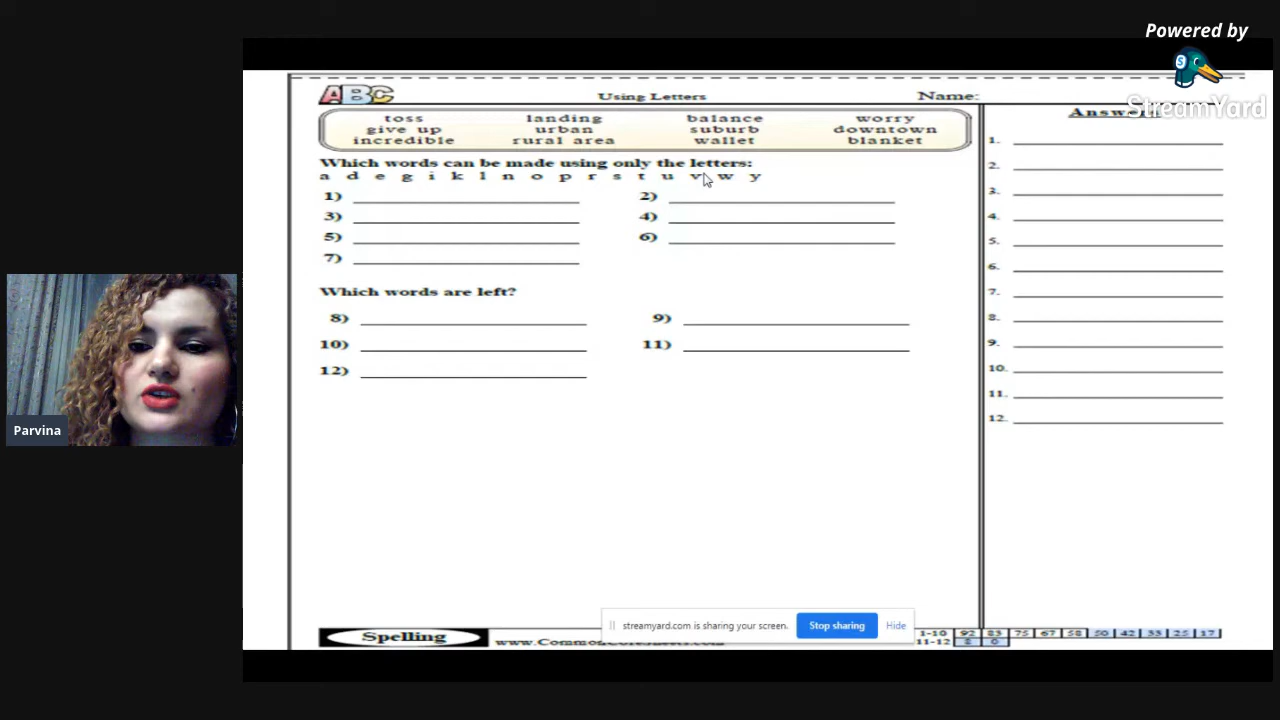 Powered by
StreamYard
ABC
Using Letters
Name:
toss landing balance worry
give up urban suburb downtown
incredible rural area wallet blanket
Which words can be made using only the letters:
a d e g i k l n o p r s t u v w y
1) 2)
3) 4)
5) 6)
7)
Which words are left?
8) 9)
10) 11)
12)
1.
2.
3.
4.
5.
6.
7.
8.
9.
10.
11.
12.
Parvina
streamyard.com is sharing your screen.
Stop sharing
Hide
Spelling
1-10 92 83 75 67 58 50 42 33 25 17
11-12 8 0